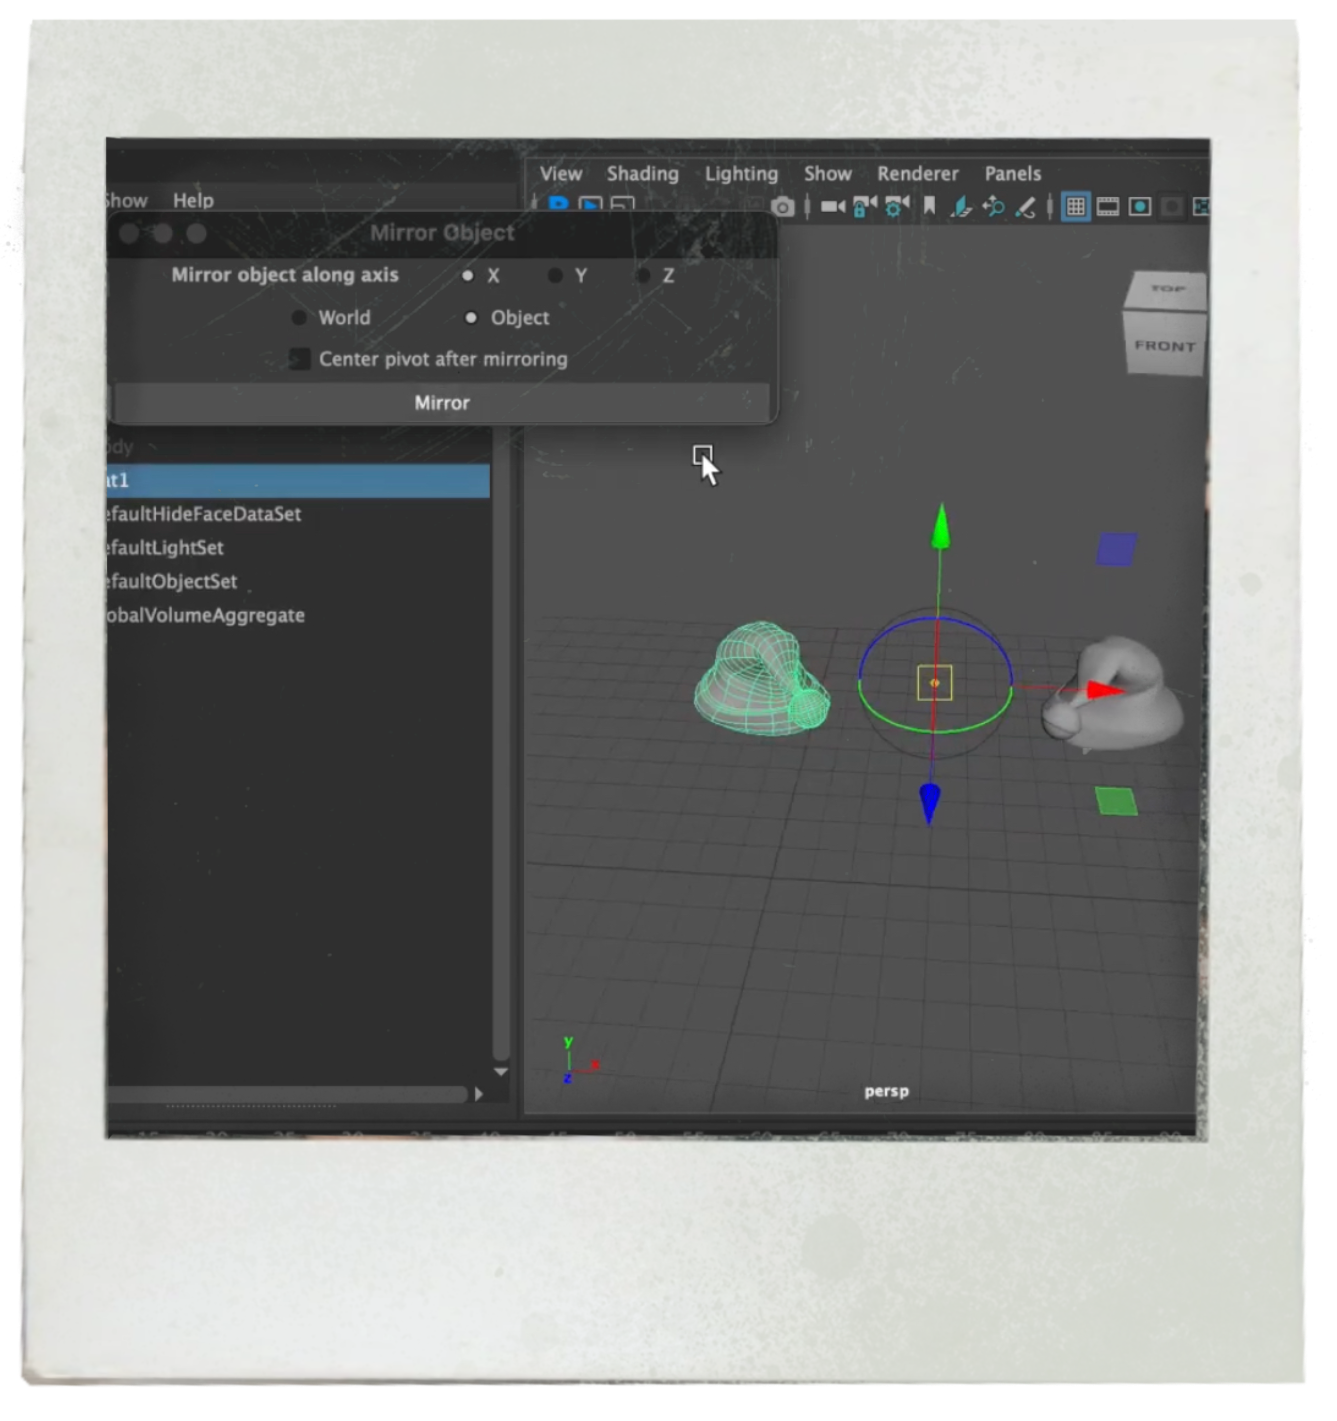 View Shading Lighting Show Renderer Panels
Show Help
Mirror Object
Mirror object along axis X Y Z
World Object
Center pivot after mirroring
Mirror
TOP
FRONT
ody
at1
efaultHideFaceDataSet
efaultLightSet
efaultObjectSet
obalVolumeAggregate
y
x
z
persp